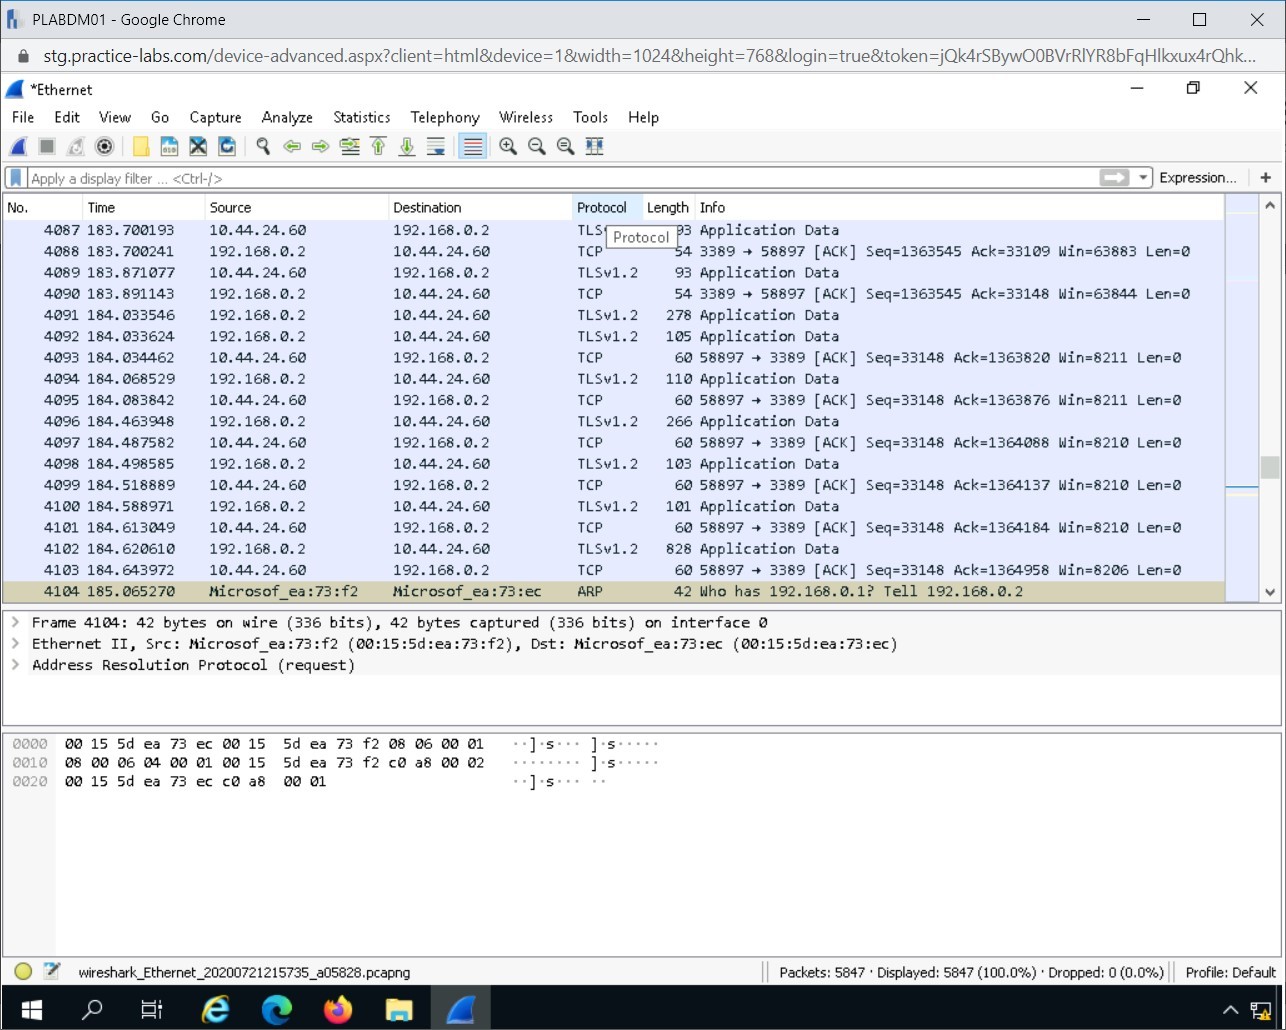 PLABDM01 - Google Chrome
stg.practice-labs.com/device-advanced.aspx?client=html&device=1&width=1024&height=768&login=true&token=jQk4rSBywO0BVrRlYR8bFqHlkxux4rQhk...
*Ethernet
File Edit View Go Capture Analyze Statistics Telephony Wireless Tools Help
Apply a display filter ... <Ctrl-/> Expression... +
No. Time Source Destination Protocol Length Info
4087 183.700193 10.44.24.60 192.168.0.2 TLS 93 Application Data
Protocol
4088 183.700241 192.168.0.2 10.44.24.60 TCP 54 3389 → 58897 [ACK] Seq=1363545 Ack=33109 Win=63883 Len=0
4089 183.871077 10.44.24.60 192.168.0.2 TLSv1.2 93 Application Data
4090 183.891143 192.168.0.2 10.44.24.60 TCP 54 3389 → 58897 [ACK] Seq=1363545 Ack=33148 Win=63844 Len=0
4091 184.033546 192.168.0.2 10.44.24.60 TLSv1.2 278 Application Data
4092 184.033624 192.168.0.2 10.44.24.60 TLSv1.2 105 Application Data
4093 184.034462 10.44.24.60 192.168.0.2 TCP 60 58897 → 3389 [ACK] Seq=33148 Ack=1363820 Win=8211 Len=0
4094 184.068529 192.168.0.2 10.44.24.60 TLSv1.2 110 Application Data
4095 184.083842 10.44.24.60 192.168.0.2 TCP 60 58897 → 3389 [ACK] Seq=33148 Ack=1363876 Win=8211 Len=0
4096 184.463948 192.168.0.2 10.44.24.60 TLSv1.2 266 Application Data
4097 184.487582 10.44.24.60 192.168.0.2 TCP 60 58897 → 3389 [ACK] Seq=33148 Ack=1364088 Win=8210 Len=0
4098 184.498585 192.168.0.2 10.44.24.60 TLSv1.2 103 Application Data
4099 184.518889 10.44.24.60 192.168.0.2 TCP 60 58897 → 3389 [ACK] Seq=33148 Ack=1364137 Win=8210 Len=0
4100 184.588971 192.168.0.2 10.44.24.60 TLSv1.2 101 Application Data
4101 184.613049 10.44.24.60 192.168.0.2 TCP 60 58897 → 3389 [ACK] Seq=33148 Ack=1364184 Win=8210 Len=0
4102 184.620610 192.168.0.2 10.44.24.60 TLSv1.2 828 Application Data
4103 184.643972 10.44.24.60 192.168.0.2 TCP 60 58897 → 3389 [ACK] Seq=33148 Ack=1364958 Win=8206 Len=0
4104 185.065270 Microsof_ea:73:f2 Microsof_ea:73:ec ARP 42 Who has 192.168.0.1? Tell 192.168.0.2
Frame 4104: 42 bytes on wire (336 bits), 42 bytes captured (336 bits) on interface 0
Ethernet II, Src: Microsof_ea:73:f2 (00:15:5d:ea:73:f2), Dst: Microsof_ea:73:ec (00:15:5d:ea:73:ec)
Address Resolution Protocol (request)
0000 00 15 5d ea 73 ec 00 15 5d ea 73 f2 08 06 00 01 ··]·s··· ]·s·····
0010 08 00 06 04 00 01 00 15 5d ea 73 f2 c0 a8 00 02 ········ ]·s·····
0020 00 15 5d ea 73 ec c0 a8 00 01 ··]·s··· ··
wireshark_Ethernet_20200721215735_a05828.pcapng Packets: 5847 · Displayed: 5847 (100.0%) · Dropped: 0 (0.0%) Profile: Default